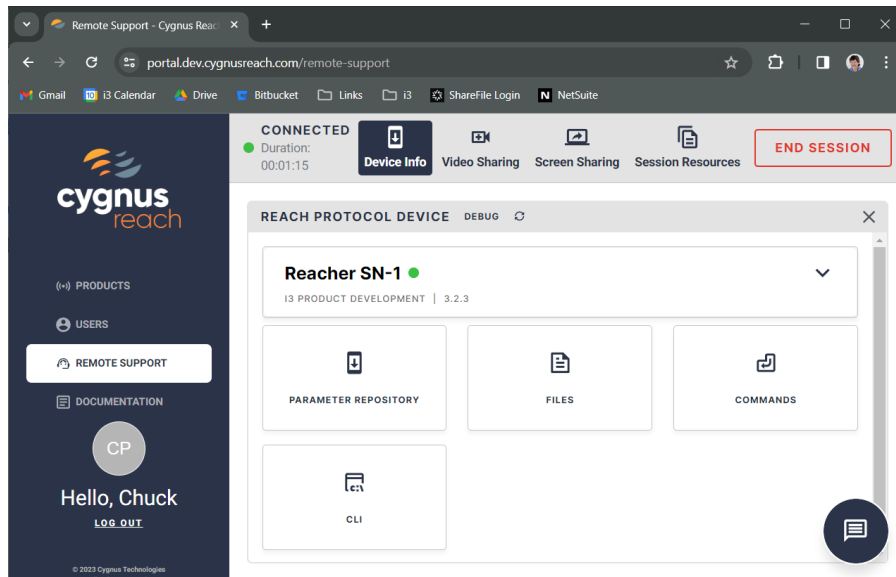 Remote Support - Cygnus Reac
portal.dev.cygnusreach.com/remote-support
Gmail
10
i3 Calendar
Drive
Bitbucket
Links
i3
ShareFile Login
N
NetSuite
cygnus
reach
PRODUCTS
USERS
REMOTE SUPPORT
DOCUMENTATION
CP
Hello, Chuck
LOG OUT
© 2023 Cygnus Technologies
CONNECTED
Duration:
00:01:15
Device Info
Video Sharing
Screen Sharing
Session Resources
END SESSION
REACH PROTOCOL DEVICE
DEBUG
Reacher SN-1
I3 PRODUCT DEVELOPMENT | 3.2.3
PARAMETER REPOSITORY
FILES
COMMANDS
C:\
CLI